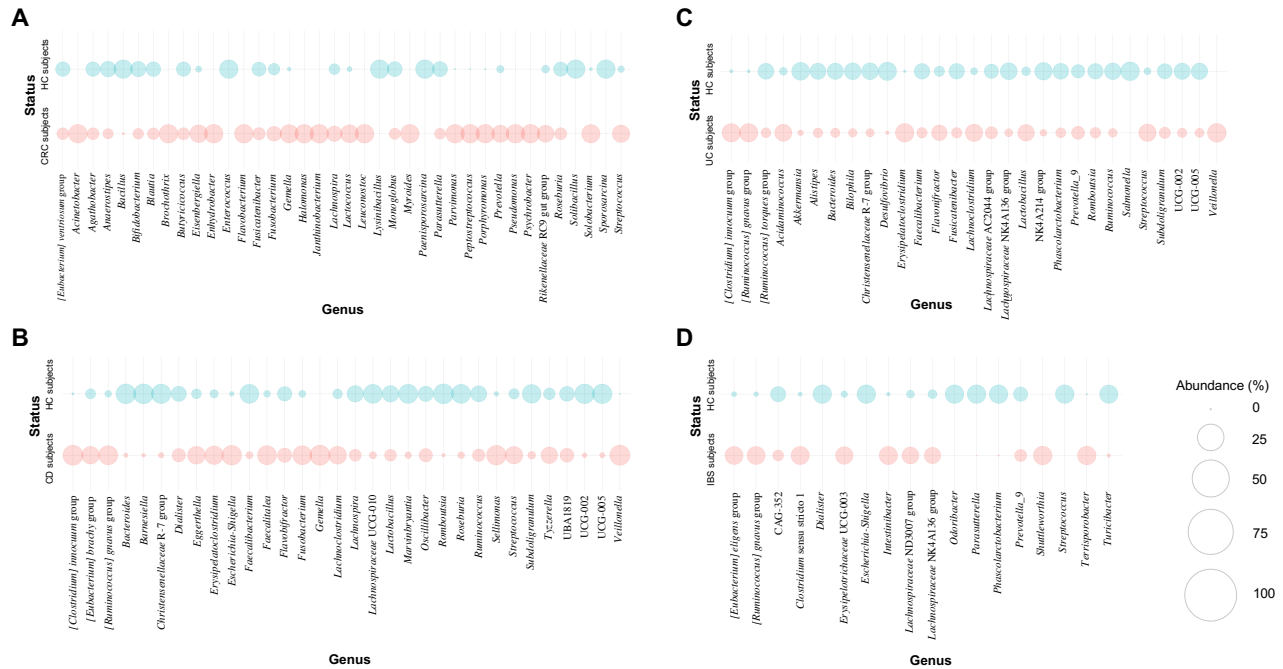 A
Status
HC subjects
CRC subjects
[Eubacterium] ventriosum group
Acinetobacter
Agathobacter
Anaerostipes
Bacillus
Bifidobacterium
Blautia
Brochothrix
Butyricicoccus
Eisenbergiella
Enhydrobacter
Enterococcus
Flavobacterium
Fusicatenibacter
Fusobacterium
Gemella
Halomonas
Janthinobacterium
Lachnospira
Lactococcus
Leuconostoc
Lysinibacillus
Monoglobus
Myroides
Paenisporosarcina
Parasutterella
Parvimonas
Peptostreptococcus
Porphyromonas
Prevotella
Pseudomonas
Psychrobacter
Rikenellaceae RC9 gut group
Roseburia
Solibacillus
Solobacterium
Sporosarcina
Streptococcus
Genus
B
Status
HC subjects
CD subjects
[Clostridium] innocuum group
[Eubacterium] brachy group
[Ruminococcus] gnavus group
Bacteroides
Barnesiella
Christensenellaceae R-7 group
Dialister
Eggerthella
Erysipelatoclostridium
Escherichia-Shigella
Faecalibacterium
Faecalitalea
Flavonifractor
Fusobacterium
Gemella
Lachnoclostridium
Lachnospira
Lachnospiraceae UCG-010
Lactobacillus
Marvinbryantia
Oscillibacter
Romboutsia
Roseburia
Ruminococcus
Sellimonas
Streptococcus
Subdoligranulum
Tyzzerella
UBA1819
UCG-002
UCG-005
Veillonella
Genus
C
Status
HC subjects
UC subjects
[Clostridium] innocuum group
[Ruminococcus] gnavus group
[Ruminococcus] torques group
Acidaminococcus
Akkermansia
Alistipes
Bacteroides
Bilophila
Christensenellaceae R-7 group
Desulfovibrio
Erysipelatoclostridium
Faecalibacterium
Flavonifractor
Fusicatenibacter
Lachnoclostridium
Lachnospiraceae AC2044 group
Lachnospiraceae NK4A136 group
Lactobacillus
NK4A214 group
Phascolarctobacterium
Prevotella_9
Romboutsia
Ruminococcus
Salmonella
Streptococcus
Subdoligranulum
UCG-002
UCG-005
Veillonella
Genus
D
Status
HC subjects
IBS subjects
[Eubacterium] eligens group
[Ruminococcus] gnavus group
CAG-352
Clostridium sensu stricto 1
Dialister
Erysipelotrichaceae UCG-003
Escherichia-Shigella
Intestinibacter
Lachnospiraceae ND3007 group
Lachnospiraceae NK4A136 group
Odoribacter
Parasutterella
Phascolarctobacterium
Prevotella_9
Shuttleworthia
Streptococcus
Terrisporobacter
Turicibacter
Genus
Abundance (%)
0
25
50
75
100